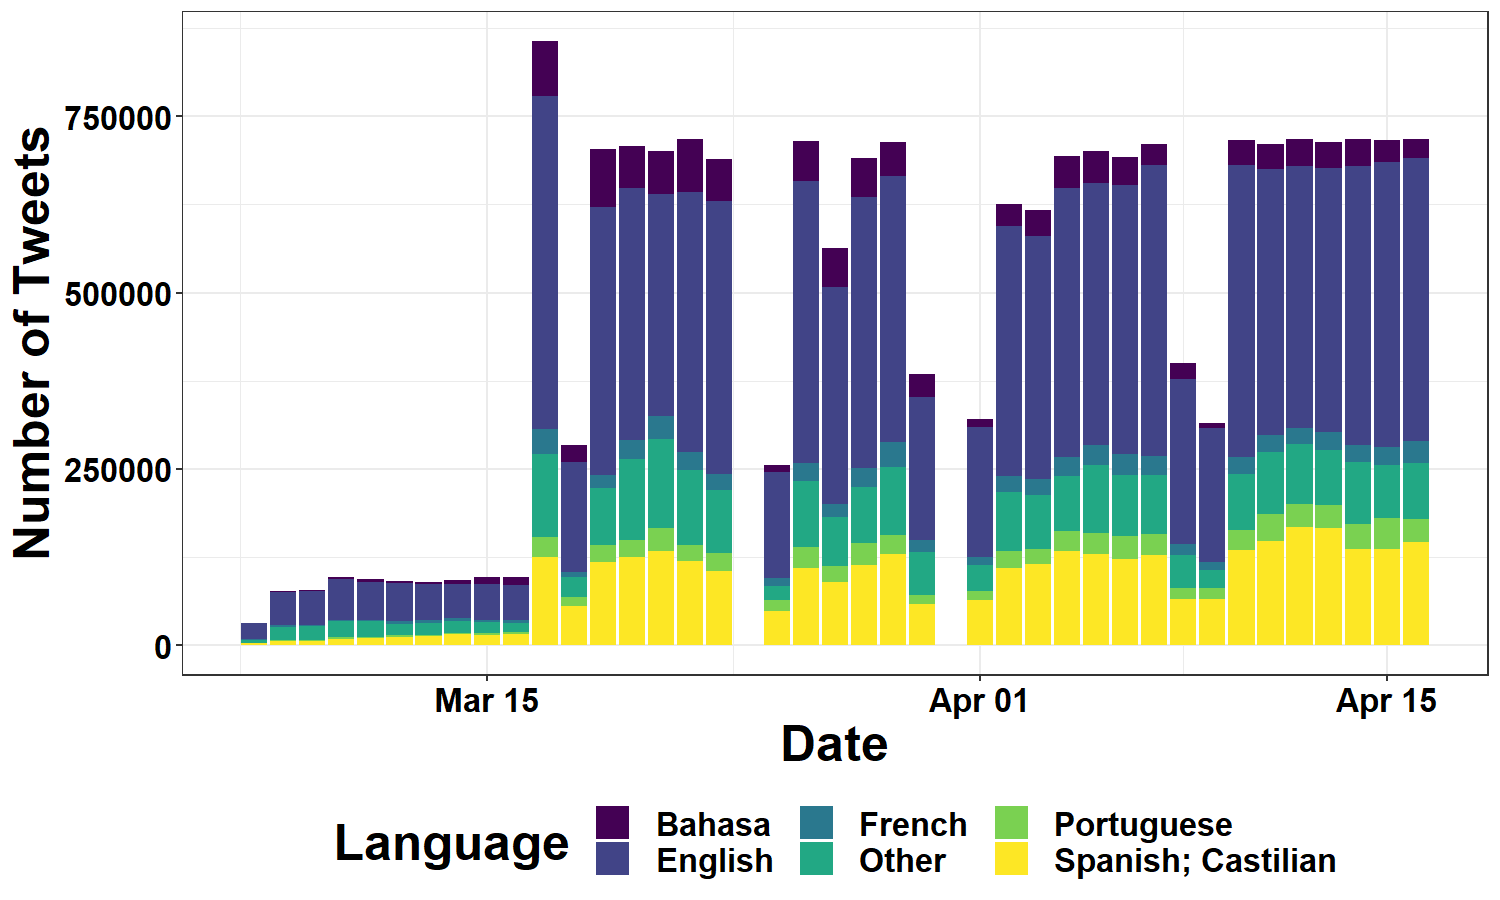 Number of Tweets
750000
500000
250000
0
Mar 15
Apr 01
Apr 15
Date
Language
Bahasa
French
Portuguese
English
Other
Spanish; Castilian